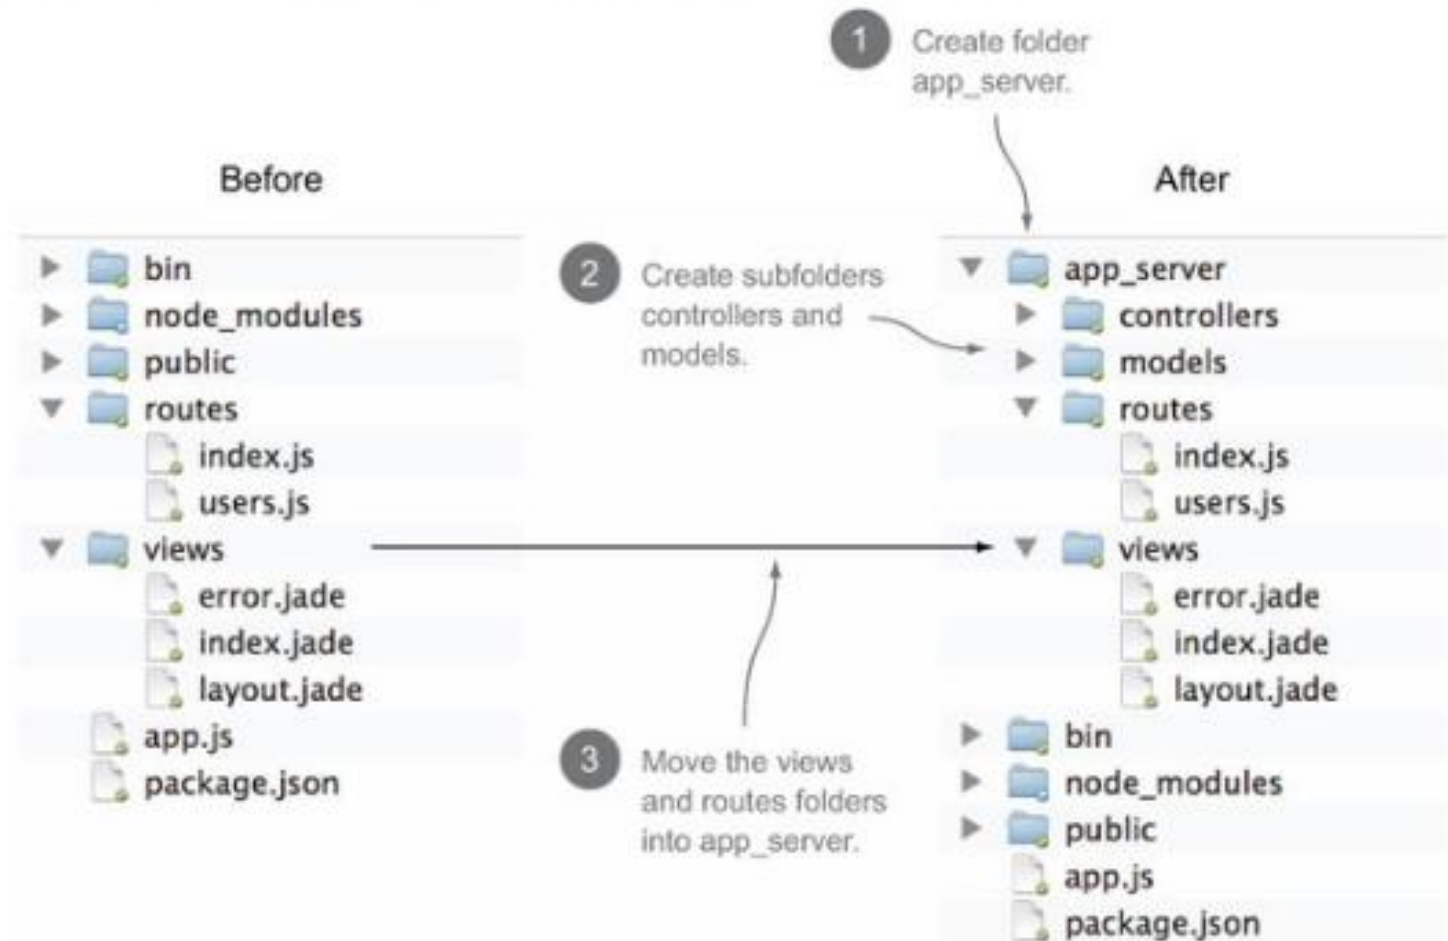 1
Create folder
app_server.
Before
After
bin
node_modules
public
routes
index.js
users.js
views
error.jade
index.jade
layout.jade
app.js
package.json
2
Create subfolders
controllers and
models.
3
Move the views
and routes folders
into app_server.
app_server
controllers
models
routes
index.js
users.js
views
error.jade
index.jade
layout.jade
bin
node_modules
public
app.js
package.json